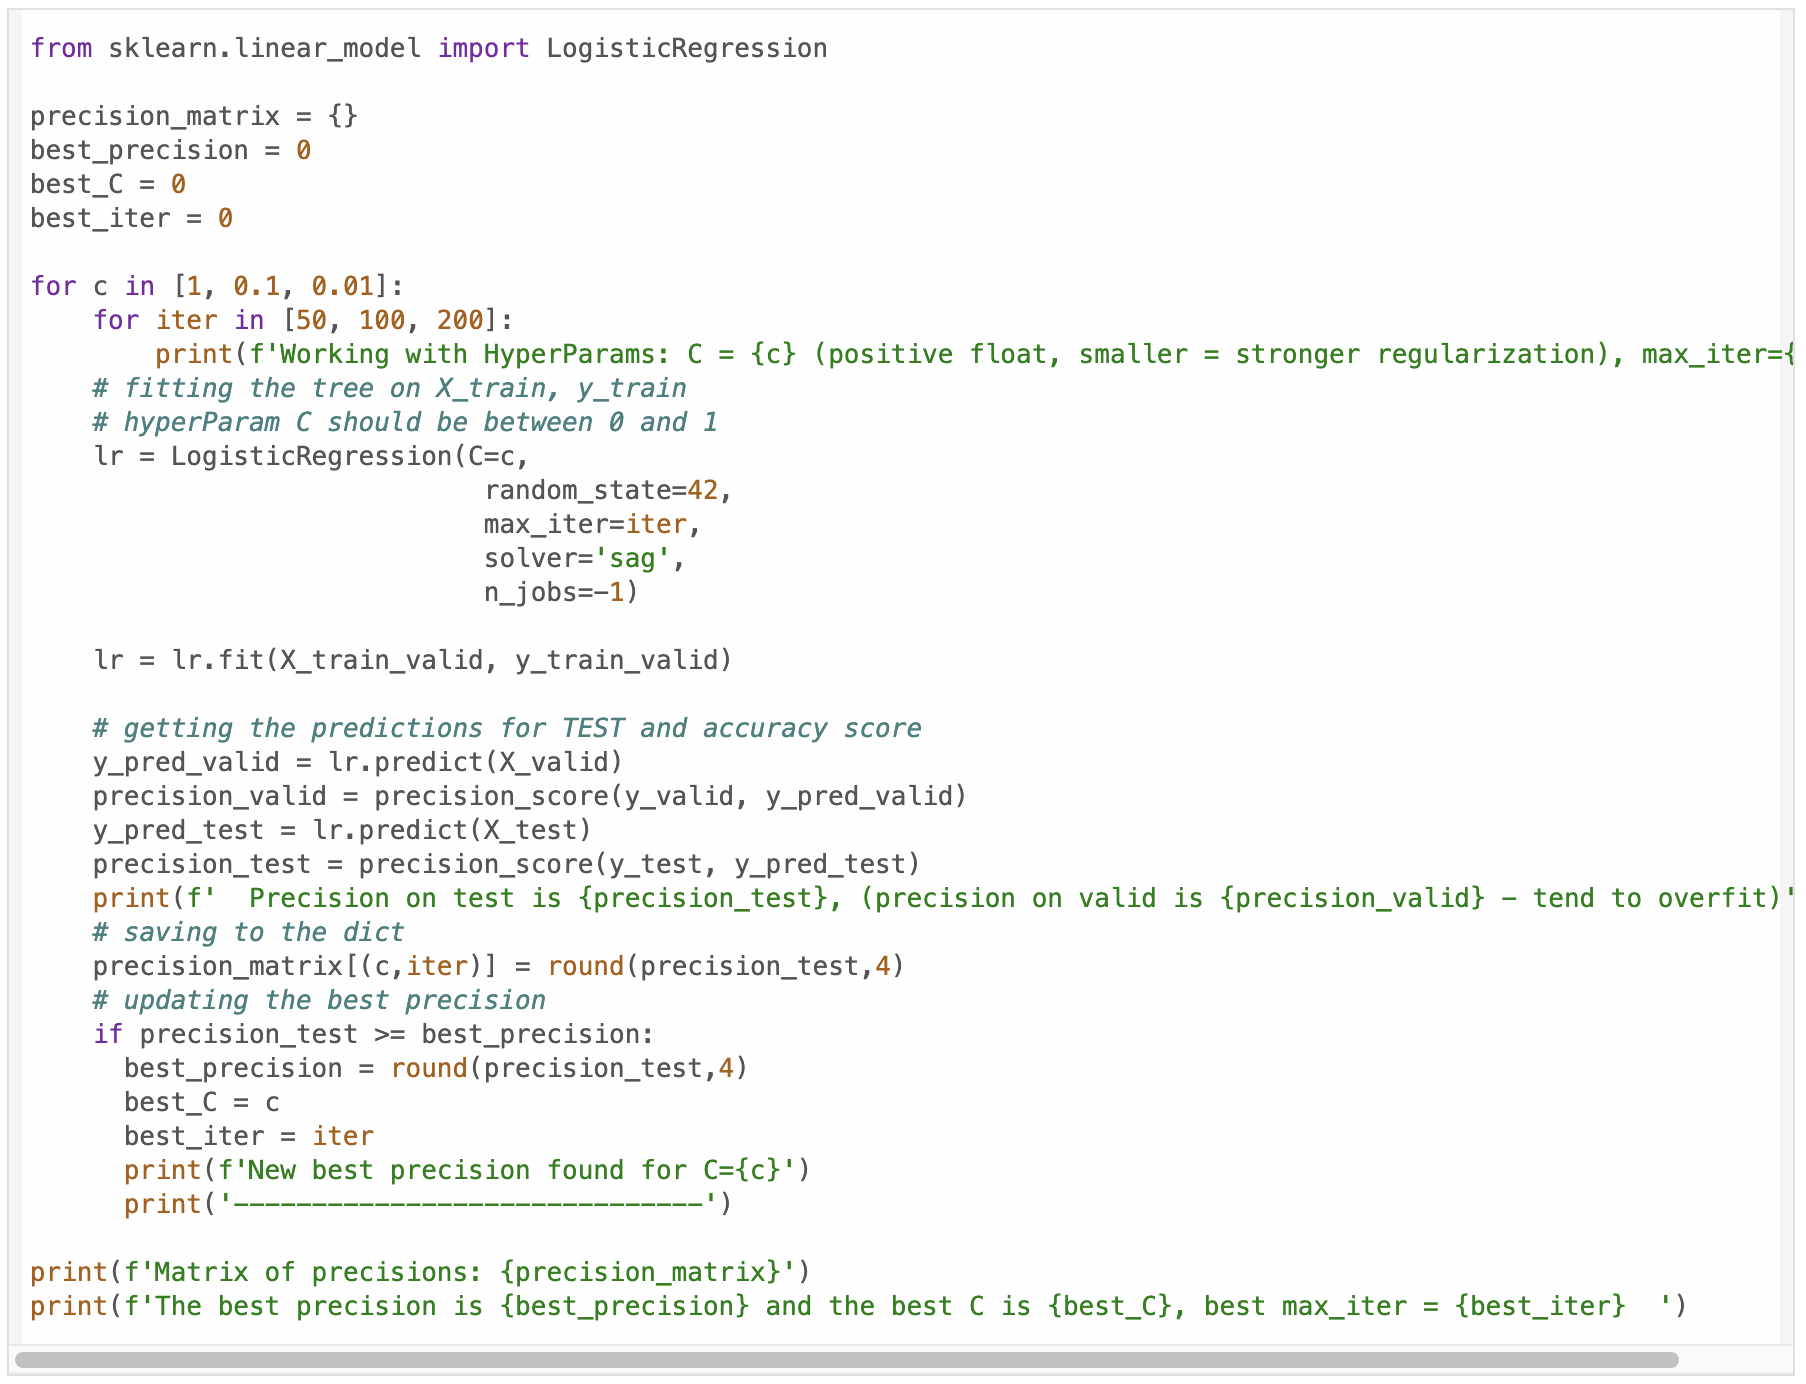 from sklearn.linear_model import LogisticRegression

precision_matrix = {}
best_precision = 0
best_C = 0
best_iter = 0

for c in [1, 0.1, 0.01]:
    for iter in [50, 100, 200]:
        print(f'Working with HyperParams: C = {c} (positive float, smaller = stronger regularization), max_iter={
    # fitting the tree on X_train, y_train
    # hyperParam C should be between 0 and 1
    lr = LogisticRegression(C=c,
                             random_state=42,
                             max_iter=iter,
                             solver='sag',
                             n_jobs=-1)

    lr = lr.fit(X_train_valid, y_train_valid)

    # getting the predictions for TEST and accuracy score
    y_pred_valid = lr.predict(X_valid)
    precision_valid = precision_score(y_valid, y_pred_valid)
    y_pred_test = lr.predict(X_test)
    precision_test = precision_score(y_test, y_pred_test)
    print(f'  Precision on test is {precision_test}, (precision on valid is {precision_valid} - tend to overfit)'
    # saving to the dict
    precision_matrix[(c,iter)] = round(precision_test,4)
    # updating the best precision
    if precision_test >= best_precision:
      best_precision = round(precision_test,4)
      best_C = c
      best_iter = iter
      print(f'New best precision found for C={c}')
      print('------------------------------')

print(f'Matrix of precisions: {precision_matrix}')
print(f'The best precision is {best_precision} and the best C is {best_C}, best max_iter = {best_iter}  ')